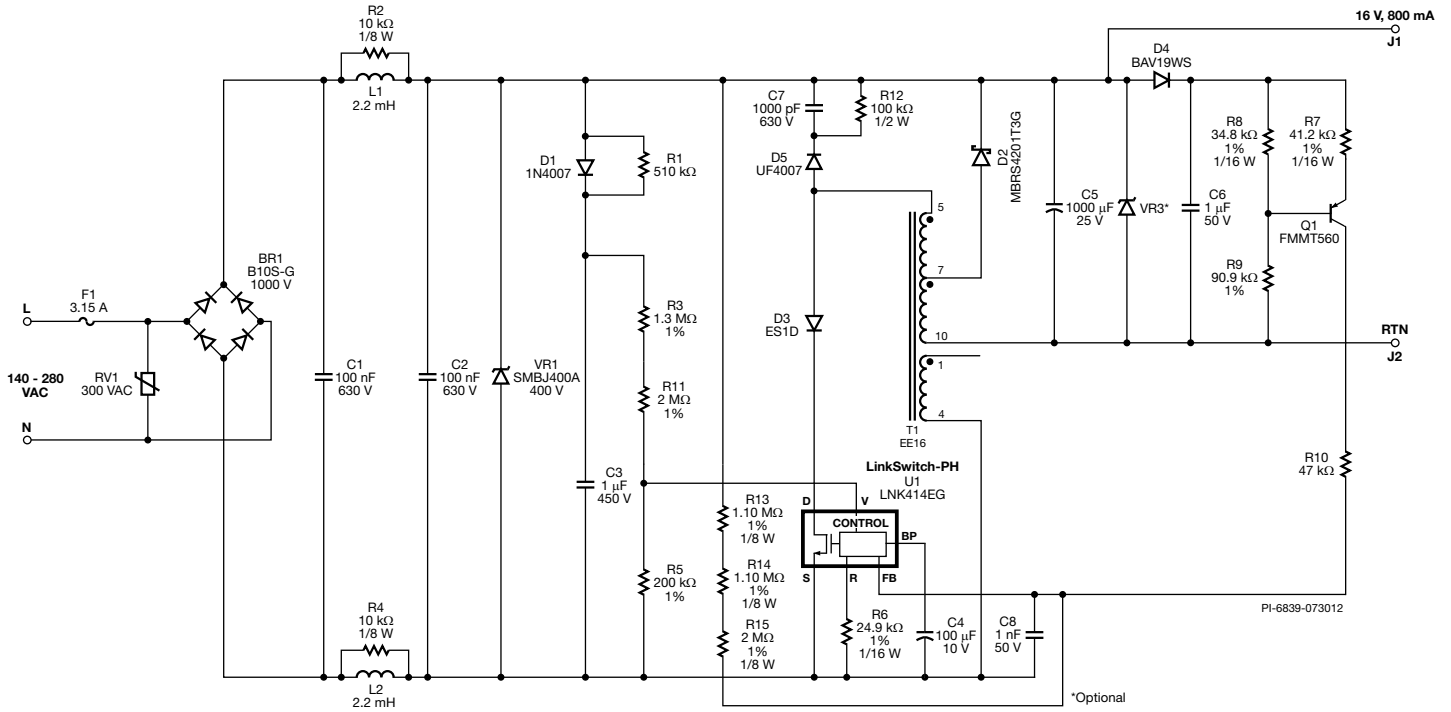 16 V, 800 mA
J1
R2
10 kΩ
1/8 W
L1
2.2 mH
D4
BAV19WS
C7
1000 pF
630 V
R12
100 kΩ
1/2 W
D2
MBRS4201T3G
R8
34.8 kΩ
1%
1/16 W
R7
41.2 kΩ
1%
1/16 W
D1
1N4007
R1
510 kΩ
D5
UF4007
5
C5
1000 µF
25 V
VR3*
C6
1 µF
50 V
Q1
FMMT560
BR1
B10S-G
1000 V
7
R9
90.9 kΩ
1%
L
F1
3.15 A
R3
1.3 MΩ
1%
D3
ES1D
10
RTN
J2
140 - 280
VAC
RV1
300 VAC
C1
100 nF
630 V
C2
100 nF
630 V
VR1
SMBJ400A
400 V
R11
2 MΩ
1%
1
4
T1
EE16
N
C3
1 µF
450 V
LinkSwitch-PH
U1
LNK414EG
R10
47 kΩ
R13
1.10 MΩ
1%
1/8 W
D
V
CONTROL
BP
S
R
FB
R5
200 kΩ
1%
R14
1.10 MΩ
1%
1/8 W
PI-6839-073012
R4
10 kΩ
1/8 W
R15
2 MΩ
1%
1/8 W
R6
24.9 kΩ
1%
1/16 W
C4
100 µF
10 V
C8
1 nF
50 V
L2
2.2 mH
*Optional